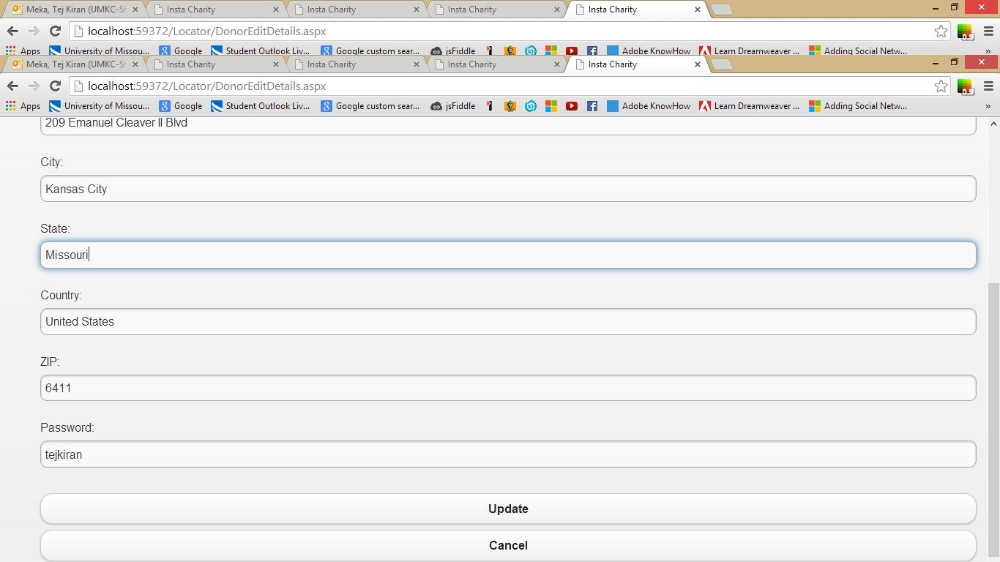 Meka, Tej Kiran (UMKC-St Insta Charity Insta Charity Insta Charity Insta Charity
localhost:59372/Locator/DonorEditDetails.aspx
Apps University of Missou... Google Student Outlook Liv... Google custom sear... jsFiddle Adobe KnowHow Learn Dreamweaver ... Adding Social Netw... »
Meka, Tej Kiran (UMKC-St Insta Charity Insta Charity Insta Charity Insta Charity
localhost:59372/Locator/DonorEditDetails.aspx
Apps University of Missou... Google Student Outlook Liv... Google custom sear... jsFiddle Adobe KnowHow Learn Dreamweaver ... Adding Social Netw... »
209 Emanuel Cleaver II Blvd
City:
Kansas City
State:
Missouri
Country:
United States
ZIP:
6411
Password:
tejkiran
Update
Cancel